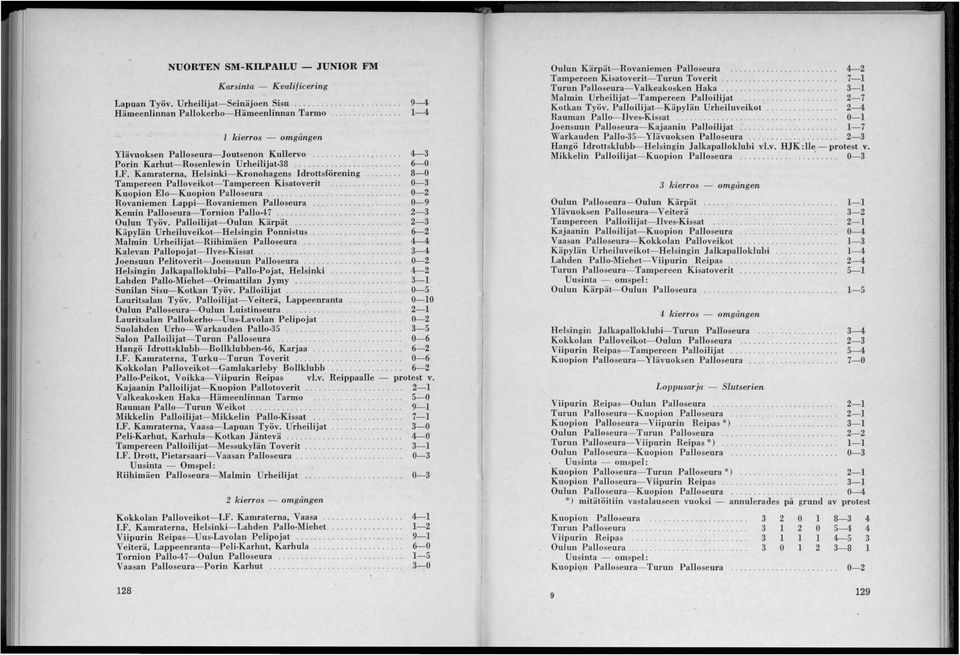 NUORTEN SM-KILPAILU — JUNIOR FM
Karsinta — Kvalificering
Lapuan Työv. Urheilijat—Seinäjoen Sisu .................... 9—4
Hämeenlinnan Pallokerho—Hämeenlinnan Tarmo ............ 1—4
1 kierros — omgången
Ylävuoksen Palloseura—Joutsenon Kullervo .................. 4—3
Porin Karhut—Rosenlewin Urheilijat-38 .................... 6—0
I.F. Kamraterna, Helsinki—Kronohagens Idrottsförening ........ 8—0
Tampereen Palloveikot—Tampereen Kisatoverit .............. 0—3
Kuopion Elo—Kuopion Palloseura .......................... 0—2
Rovaniemen Lappi—Rovaniemen Palloseura .................. 0—9
Kemin Palloseura—Tornion Pallo-47 ........................ 2—3
Oulun Työv. Palloilijat—Oulun Kärpät .................... 2—3
Käpylän Urheiluveikot—Helsingin Ponnistus ................ 6—2
Malmin Urheilijat—Riihimäen Palloseura .................... 4—4
Kalevan Pallopojat—Ilves-Kissat .......................... 3—4
Joensuun Pelitoverit—Joensuun Palloseura .................. 0—2
Helsingin Jalkapalloklubi—Pallo-Pojat, Helsinki .............. 4—2
Lahden Pallo-Miehet—Orimattilan Jymy .................... 3—1
Sunilan Sisu—Kotkan Työv. Palloilijat .................... 0—5
Lauritsalan Työv. Palloilijat—Veiterä, Lappeenranta .......... 0—10
Oulun Palloseura—Oulun Luistinseura ...................... 2—1
Lauritsalan Pallokerho—Uus-Lavolan Pelipojat .............. 0—2
Suolahden Urho—Warkauden Pallo-35 ...................... 3—5
Salon Palloilijat—Turun Palloseura ........................ 0—6
Hangö Idrottsklubb—Bollklubben-46, Karjaa ................ 6—2
I.F. Kamraterna, Turku—Turun Toverit .................... 0—6
Kokkolan Palloveikot—Gamlakarleby Bollklubb .............. 6—2
Pallo-Peikot, Voikka—Viipurin Reipas vl.v. Reippaalle — protest v.
Kajaanin Palloilijat—Kuopion Pallotoverit .................. 2—1
Valkeakosken Haka—Hämeenlinnan Tarmo .................. 5—0
Rauman Pallo—Turun Weikot ............................ 9—1
Mikkelin Palloilijat—Mikkelin Pallo-Kissat ................ 7—1
I.F. Kamraterna, Vaasa—Lapuan Työv. Urheilijat ............ 3—0
Peli-Karhut, Karhula—Kotkan Jäntevä ...................... 4—0
Tampereen Palloilijat—Messukylän Toverit .................. 3—1
I.F. Drott, Pietarsaari—Vaasan Palloseura .................. 0—3
Uusinta — Omspel:
Riihimäen Palloseura—Malmin Urheilijat .................... 0—3
2 kierros — omgången
Kokkolan Palloveikot—I.F. Kamraterna, Vaasa .............. 4—1
I.F. Kamraterna, Helsinki—Lahden Pallo-Miehet .............. 1—2
Viipurin Reipas—Uus-Lavolan Pelipojat .................... 9—1
Veiterä, Lappeenranta—Peli-Karhut, Karhula ................ 6—0
Tornion Pallo-47—Oulun Palloseura ........................ 1—5
Vaasan Palloseura—Porin Karhut .......................... 3—0
128
Oulun Kärpät—Rovaniemen Palloseura .................... 4—2
Tampereen Kisatoverit—Turun Toverit ...................... 7—1
Turun Palloseura—Valkeakosken Haka ...................... 3—1
Malmin Urheilijat—Tampereen Palloilijat .................. 2—7
Kotkan Työv. Palloilijat—Käpylän Urheiluveikot .............. 2—4
Rauman Pallo—Ilves-Kissat .............................. 0—1
Joensuun Palloseura—Kajaanin Palloilijat .................. 1—7
Warkauden Pallo-35—Ylävuoksen Palloseura ................ 2—3
Hangö Idrottsklubb—Helsingin Jalkapalloklubi vl.v. HJK:lle — protest v.
Mikkelin Palloilijat—Kuopion Palloseura .................... 0—3
3 kierros — omgången
Oulun Palloseura—Oulun Kärpät .......................... 1—1
Ylävuoksen Palloseura—Veiterä .......................... 3—2
Tampereen Palloilijat—Ilves-Kissat ........................ 2—1
Kajaanin Palloilijat—Kuopion Palloseura .................... 0—4
Vaasan Palloseura—Kokkolan Palloveikot .................. 1—3
Käpylän Urheiluveikot—Helsingin Jalkapalloklubi ............ 1—4
Lahden Pallo-Miehet—Viipurin Reipas ...................... 2—4
Turun Palloseura—Tampereen Kisatoverit .................. 5—1
Uusinta — omspel:
Oulun Kärpät—Oulun Palloseura .......................... 1—5
4 kierros — omgången
Helsingin Jalkapalloklubi—Turun Palloseura ................ 3—4
Kokkolan Palloveikot—Oulun Palloseura .................... 2—3
Viipurin Reipas—Tampereen Palloilijat .................... 5—4
Kuopion Palloseura—Ylävuoksen Palloseura ................ 7—0
Loppusarja — Slutserien
Viipurin Reipas—Oulun Palloseura ........................ 2—1
Turun Palloseura—Kuopion Palloseura .................... 2—1
Kuopion Palloseura—Viipurin Reipas *) .................... 3—1
Oulun Palloseura—Turun Palloseura ...................... 2—2
Turun Palloseura—Viipurin Reipas *) ...................... 1—1
Oulun Palloseura—Kuopion Palloseura .................... 0—3
Uusinta — omspel:
Kuopion Palloseura—Turun Palloseura *) .................. 2—1
Kuopion Palloseura—Viipurin Reipas ...................... 3—1
Oulun Palloseura—Kuopion Palloseura .................... 0—4
*) mitätöitiin vastalauseen vuoksi — annulerades på grund av protest
Kuopion Palloseura .................. 3 2 0 1 8—3 4
Turun Palloseura .................... 3 1 2 0 5—4 4
Viipurin Reipas ...................... 3 1 1 1 4—5 3
Oulun Palloseura .................... 3 0 1 2 3—8 1
Uusinta — omspel:
Kuopion Palloseura—Turun Palloseura .................... 0—2
9
129